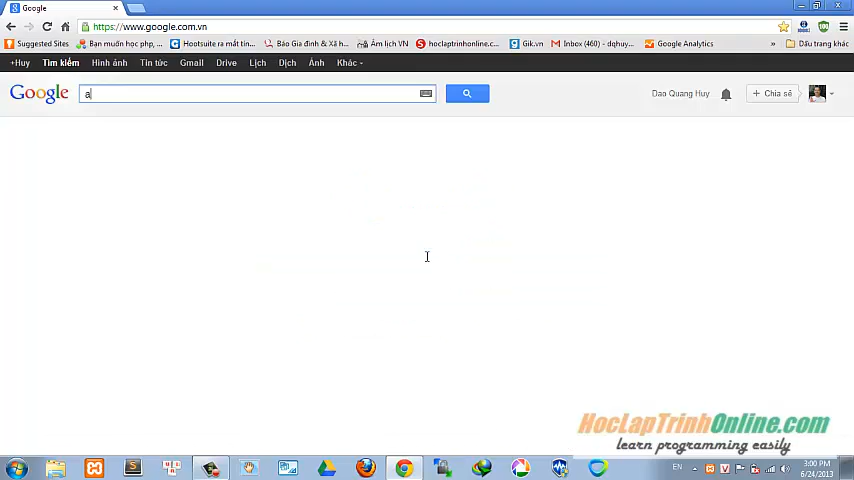 Google
https://www.google.com.vn
Suggested Sites Bạn muốn học php, ... Hootsuite ra mắt tín... Báo Gia đình & Xã h... Âm lịch VN hoclaptrinhonline.c... Gik.vn Inbox (460) - dqhuy... Google Analytics » Dấu trang khác
+Huy Tìm kiếm Hình ảnh Tin tức Gmail Drive Lịch Dịch Ảnh Khác
Google a Dao Quang Huy + Chia sẻ
HocLapTrinhOnline.com
learn programming easily
EN 3:00 PM
6/24/2013